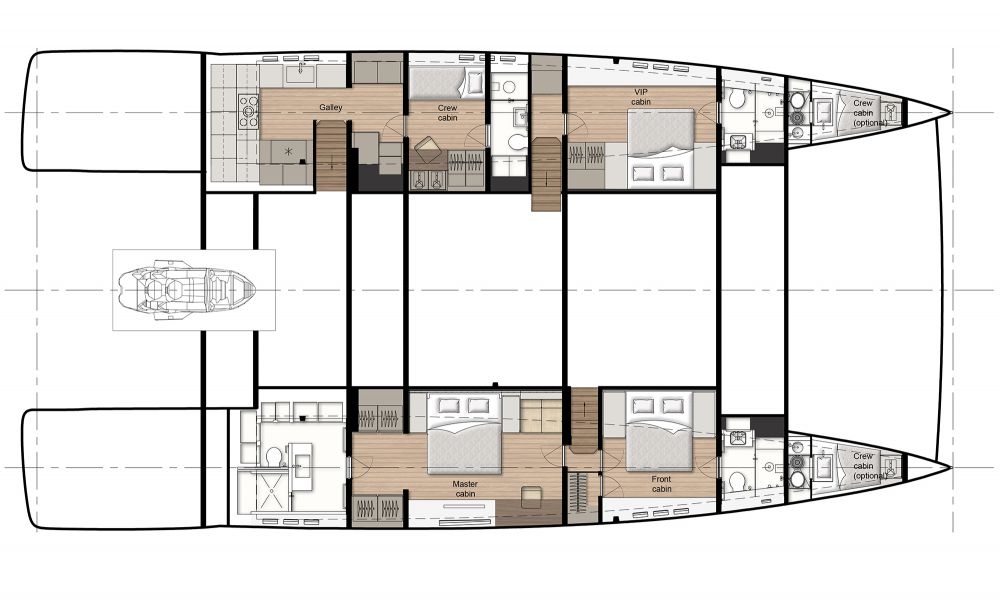 Galley
Crew
cabin
VIP
cabin
Crew
cabin
(optional)
Master
cabin
Front
cabin
Crew
cabin
(optional)